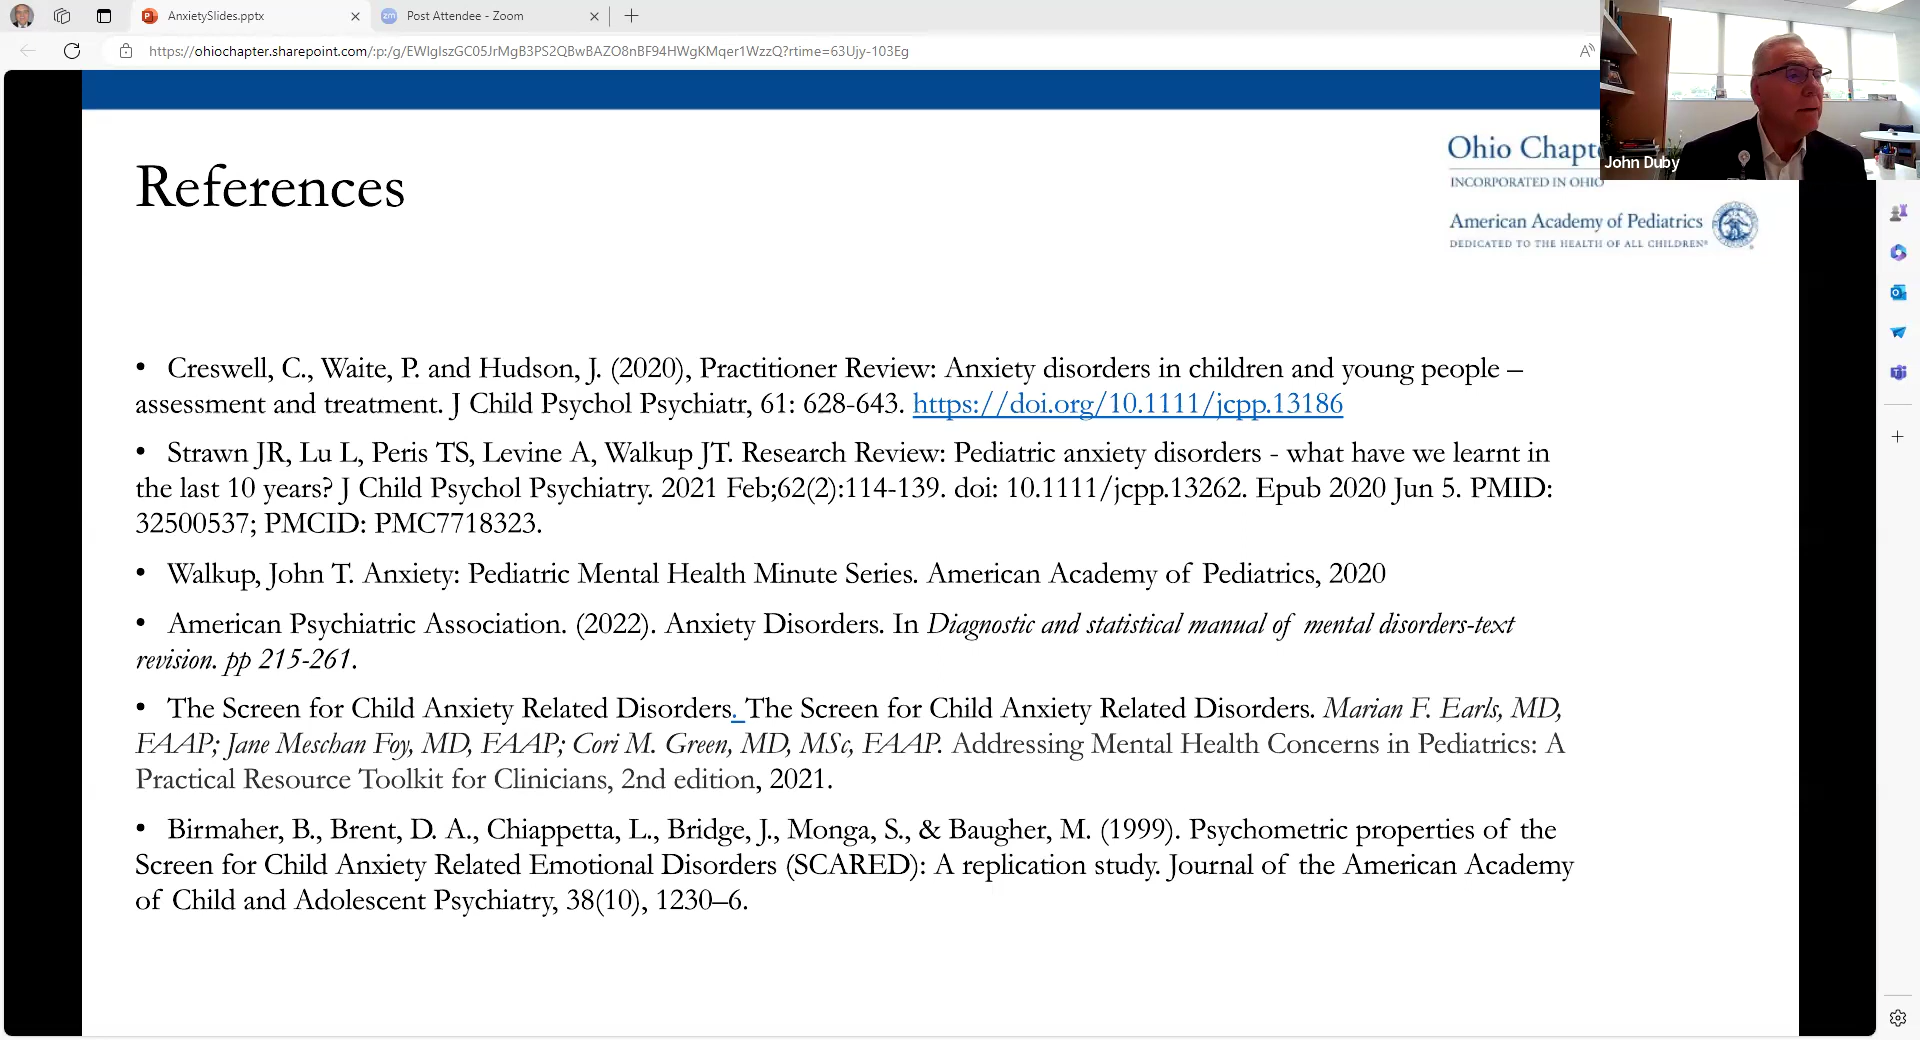 AnxietySlides.pptx
Post Attendee - Zoom
https://ohiochapter.sharepoint.com/:p:/g/EWIgIszGC05JrMgB3PS2QBwBAZO8nBF94HWgKMqer1WzzQ?rtime=63Ujy-103Eg
John Duby
Ohio Chapt
INCORPORATED IN OHIO
American Academy of Pediatrics
DEDICATED TO THE HEALTH OF ALL CHILDREN®
References
• Creswell, C., Waite, P. and Hudson, J. (2020), Practitioner Review: Anxiety disorders in children and young people –
assessment and treatment. J Child Psychol Psychiatr, 61: 628-643. https://doi.org/10.1111/jcpp.13186
• Strawn JR, Lu L, Peris TS, Levine A, Walkup JT. Research Review: Pediatric anxiety disorders - what have we learnt in
the last 10 years? J Child Psychol Psychiatry. 2021 Feb;62(2):114-139. doi: 10.1111/jcpp.13262. Epub 2020 Jun 5. PMID:
32500537; PMCID: PMC7718323.
• Walkup, John T. Anxiety: Pediatric Mental Health Minute Series. American Academy of Pediatrics, 2020
• American Psychiatric Association. (2022). Anxiety Disorders. In Diagnostic and statistical manual of mental disorders-text
revision. pp 215-261.
• The Screen for Child Anxiety Related Disorders. The Screen for Child Anxiety Related Disorders. Marian F. Earls, MD,
FAAP; Jane Meschan Foy, MD, FAAP; Cori M. Green, MD, MSc, FAAP. Addressing Mental Health Concerns in Pediatrics: A
Practical Resource Toolkit for Clinicians, 2nd edition, 2021.
• Birmaher, B., Brent, D. A., Chiappetta, L., Bridge, J., Monga, S., & Baugher, M. (1999). Psychometric properties of the
Screen for Child Anxiety Related Emotional Disorders (SCARED): A replication study. Journal of the American Academy
of Child and Adolescent Psychiatry, 38(10), 1230–6.